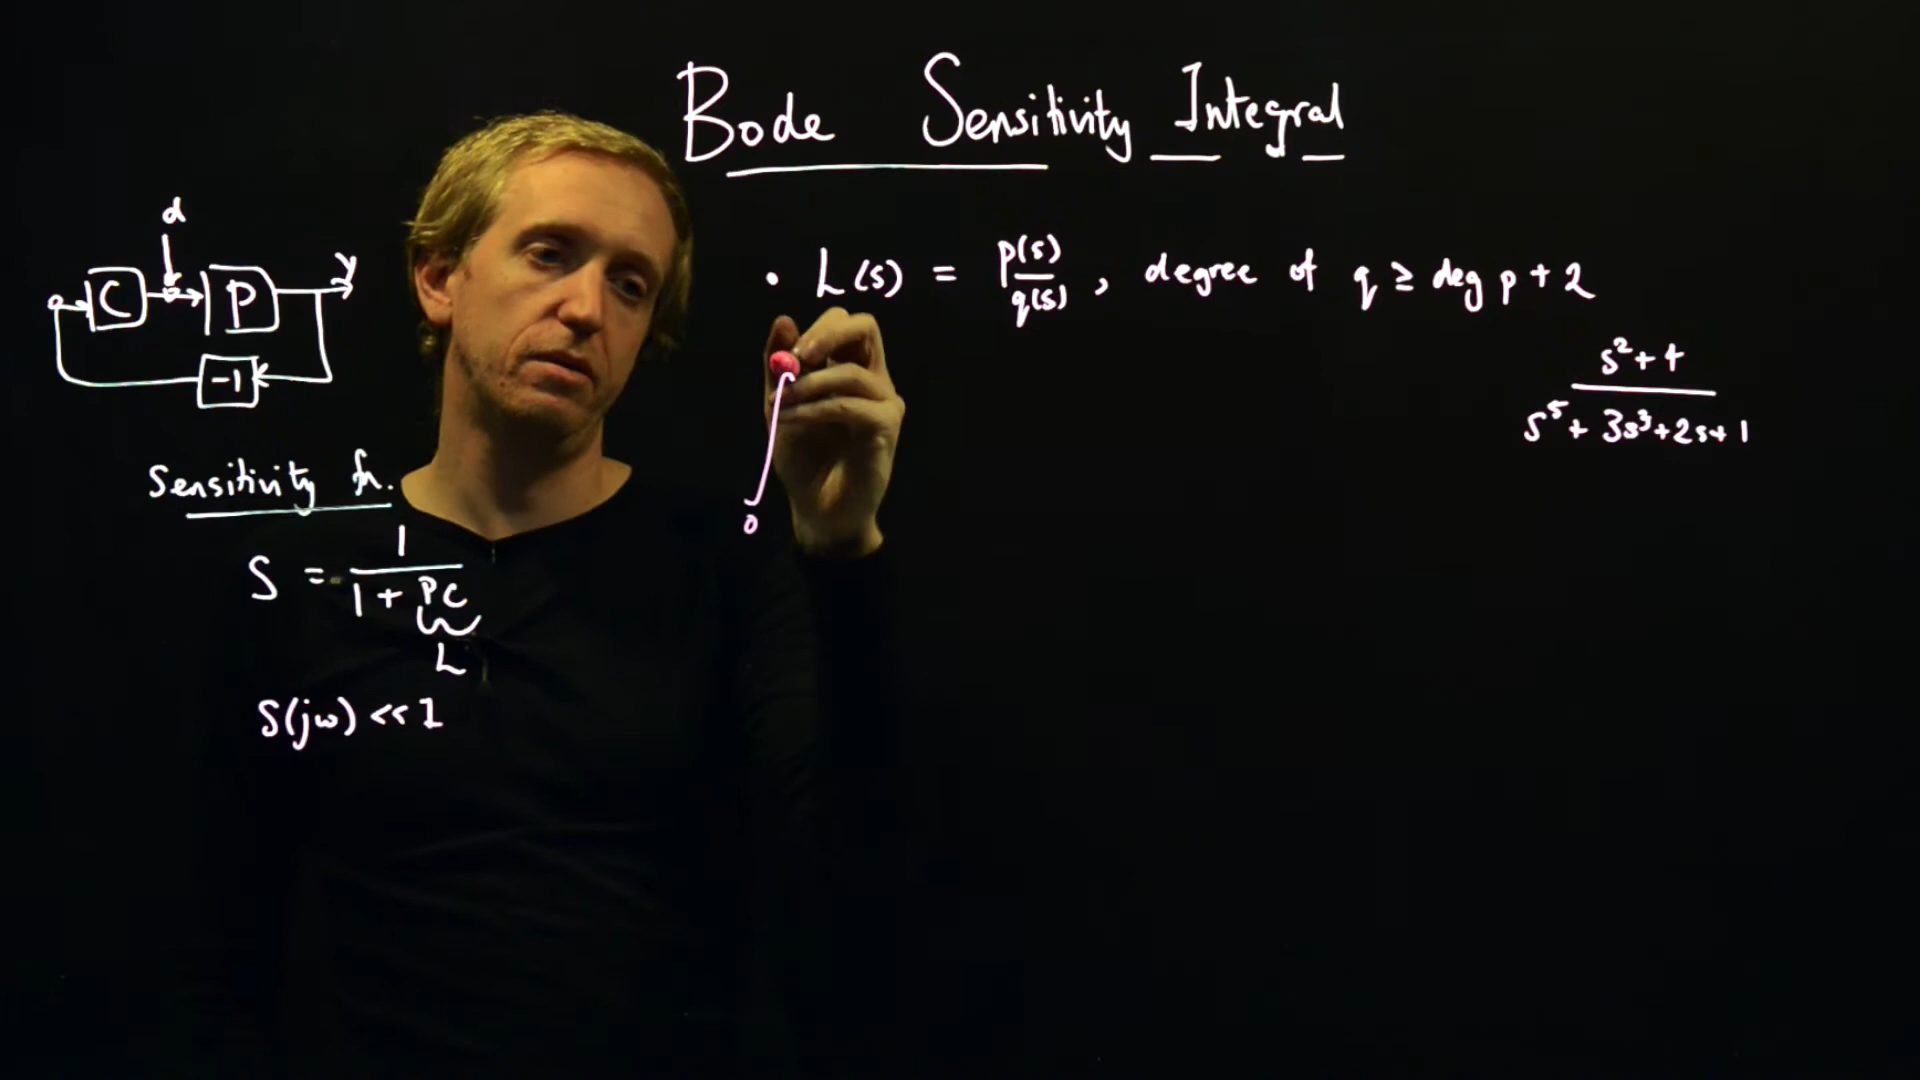 Bode Sensitivity Integral
d
C P y
-1
• L(s) = p(s)/q(s), degree of q ≥ deg p + 2
s² + 4
s⁵ + 3s³ + 2s + 1
∫
0
Sensitivity fn.
S = 1/(1 + PC)
L
S(jω) << 1